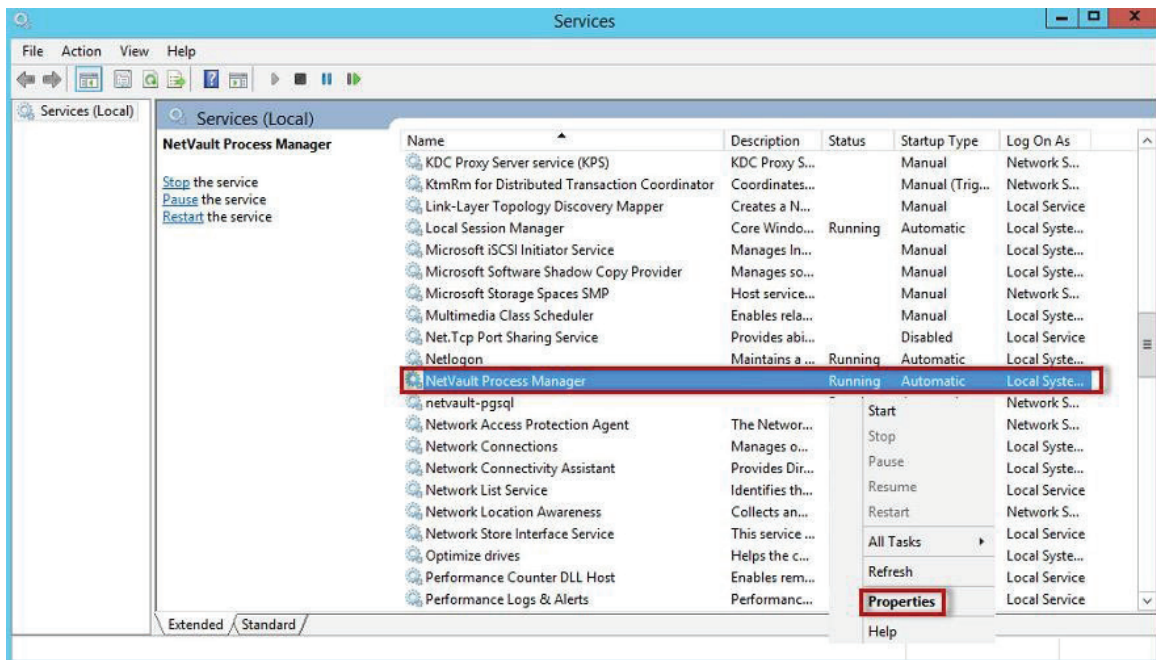 Services
File Action View Help
Services (Local)
Services (Local)
NetVault Process Manager
Stop the service
Pause the service
Restart the service
Name Description Status Startup Type Log On As
KDC Proxy Server service (KPS) KDC Proxy S... Manual Network S...
KtmRm for Distributed Transaction Coordinator Coordinates... Manual (Trig... Network S...
Link-Layer Topology Discovery Mapper Creates a N... Manual Local Service
Local Session Manager Core Windo... Running Automatic Local Syste...
Microsoft iSCSI Initiator Service Manages In... Manual Local Syste...
Microsoft Software Shadow Copy Provider Manages so... Manual Local Syste...
Microsoft Storage Spaces SMP Host service... Manual Network S...
Multimedia Class Scheduler Enables rela... Manual Local Syste...
Net.Tcp Port Sharing Service Provides abi... Disabled Local Service
Netlogon Maintains a ... Running Automatic Local Syste...
NetVault Process Manager Running Automatic Local Syste...
netvault-pgsql Network S...
Network Access Protection Agent The Networ... Network S...
Network Connections Manages o... Local Syste...
Network Connectivity Assistant Provides Dir... Local Syste...
Network List Service Identifies th... Local Service
Network Location Awareness Collects an... Network S...
Network Store Interface Service This service ... Local Service
Optimize drives Helps the c... Local Syste...
Performance Counter DLL Host Enables rem... Local Service
Performance Logs & Alerts Performanc... Local Service
Start
Stop
Pause
Resume
Restart
All Tasks
Refresh
Properties
Help
Extended Standard